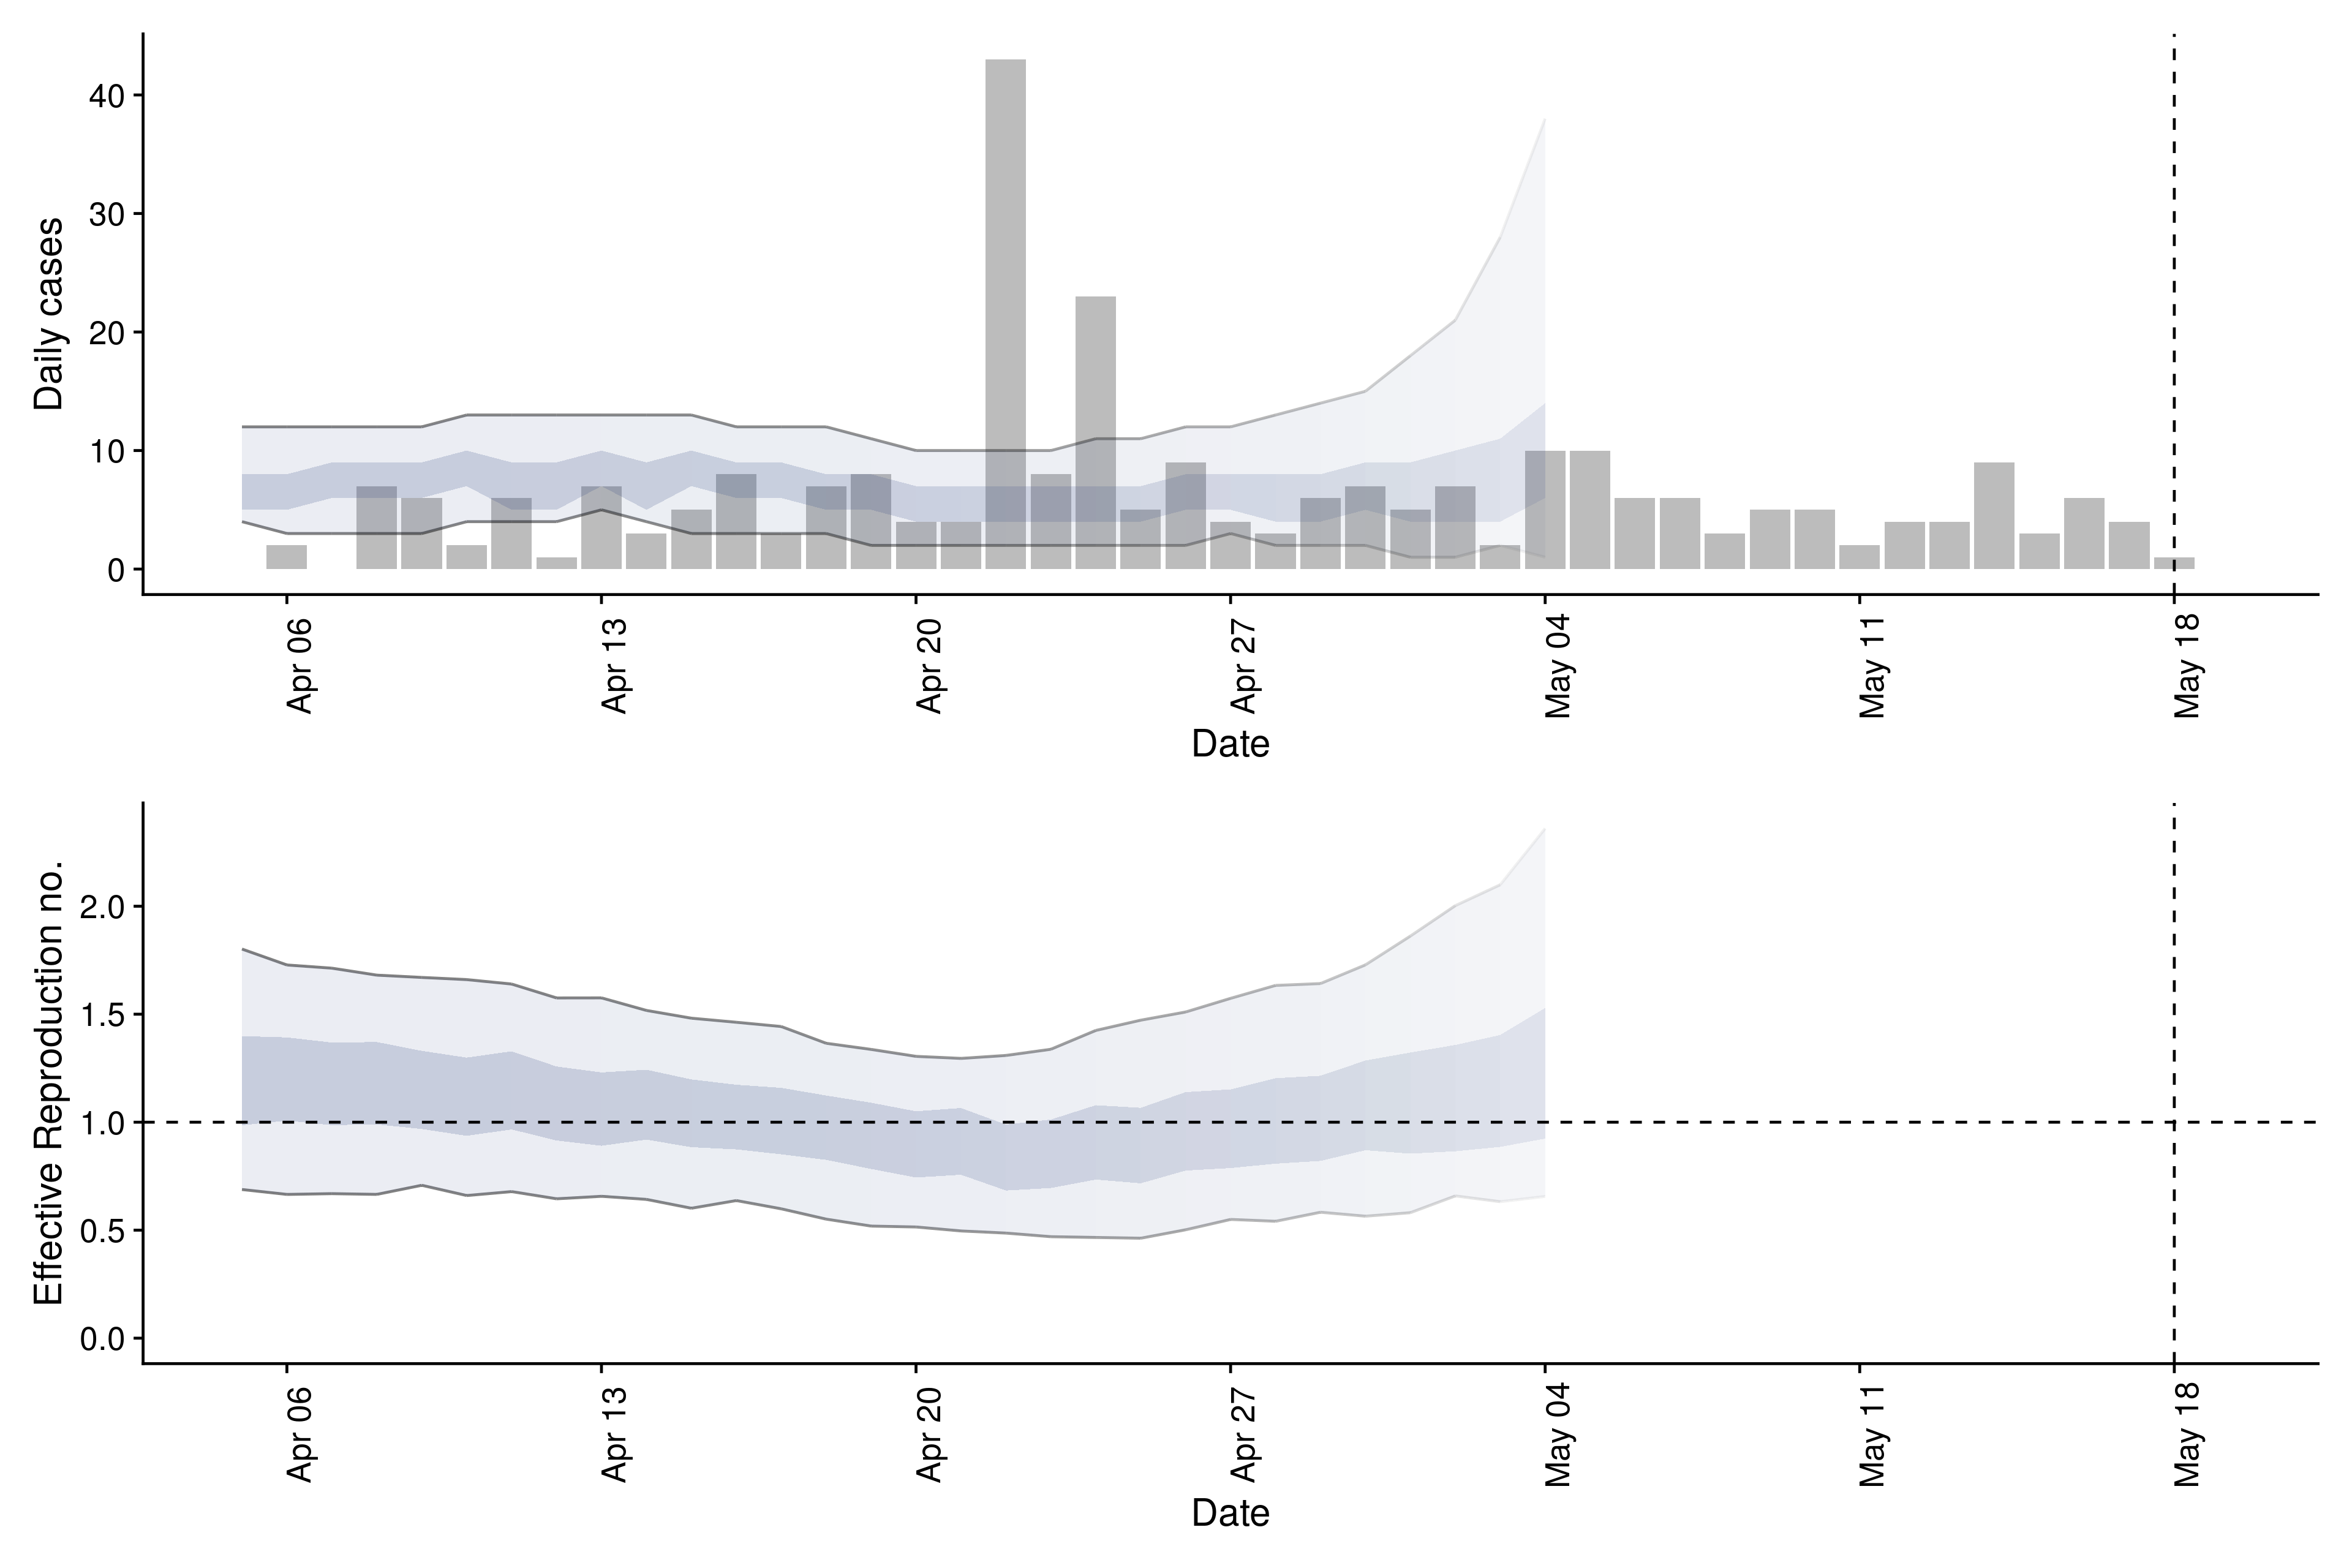 Daily cases
40
30
20
10
0
Apr 06
Apr 13
Apr 20
Apr 27
May 04
May 11
May 18
Date
Effective Reproduction no.
2.0
1.5
1.0
0.5
0.0
Apr 06
Apr 13
Apr 20
Apr 27
May 04
May 11
May 18
Date